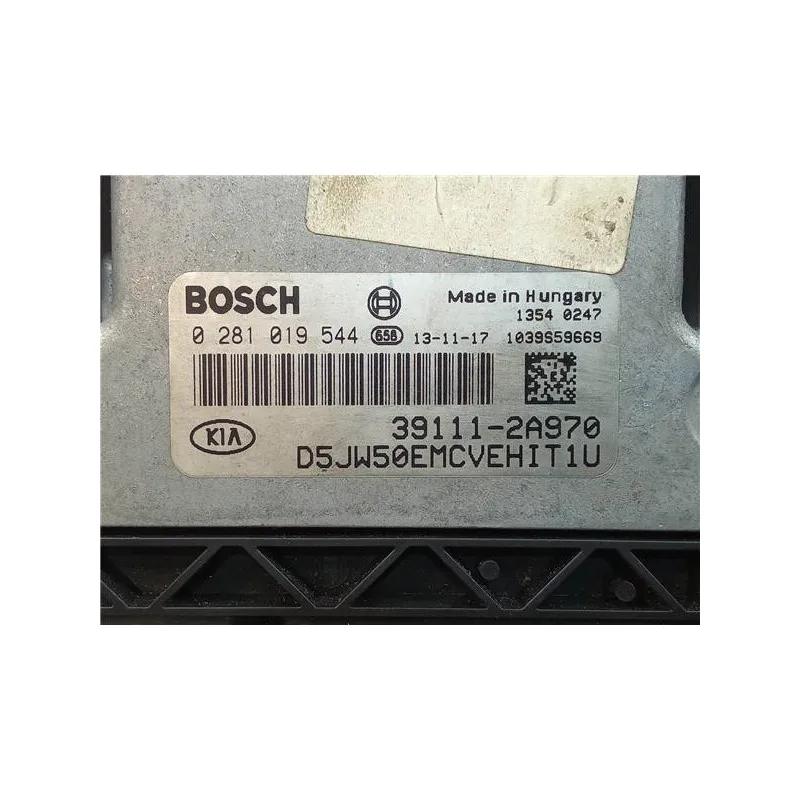 BOSCH
Made in Hungary
1354 0247
0 281 019 544 658 13-11-17 1039S59669
KIA
39111-2A970
D5JW50EMCVEHIT1U